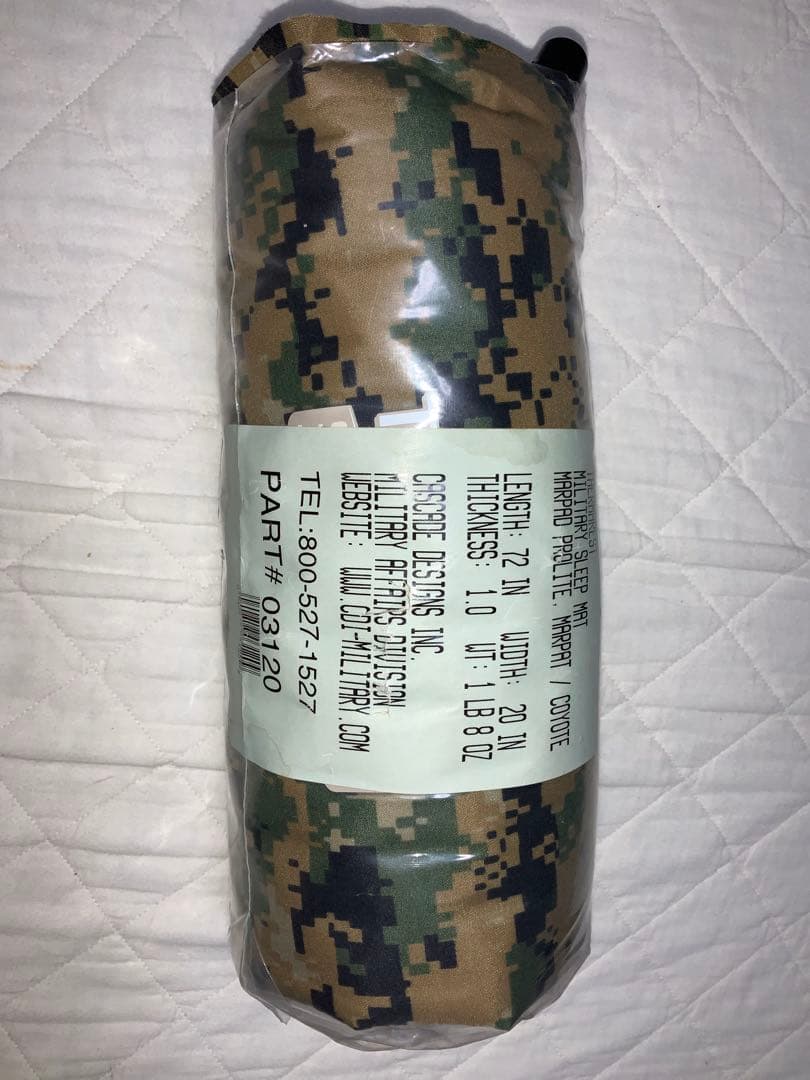 THERMAREST
MILITARY SLEEP MAT
MARPAD PROLITE, MARPAT / COYOTE
LENGTH: 72 IN WIDTH: 20 IN
THICKNESS: 1.0 WT: 1 LB 8 OZ
CASCADE DESIGNS INC.
MILITARY AFFAIRS DIVISION
WEBSITE: WWW.CDI-MILITARY.COM
TEL:800-527-1527
PART# 03120